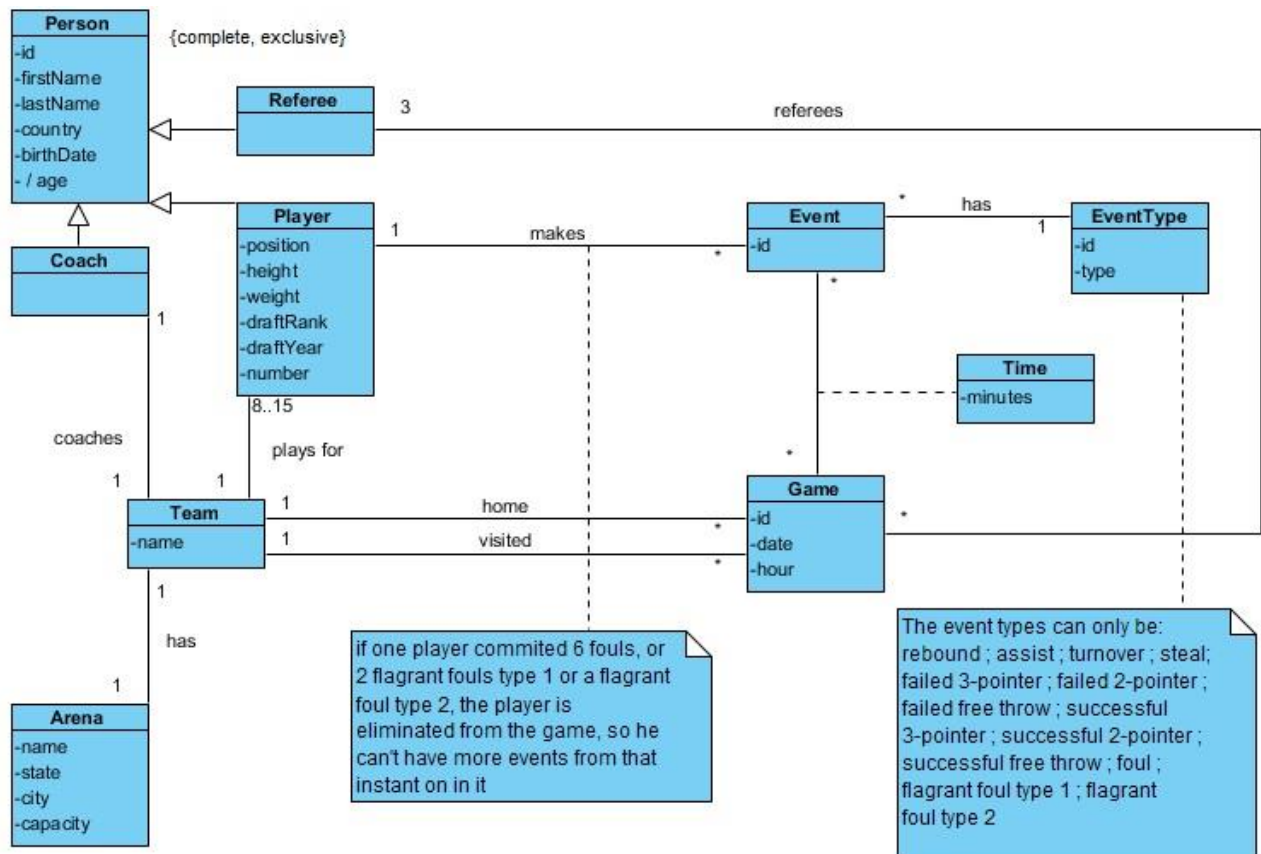 Person
-id
-firstName
-lastName
-country
-birthDate
- / age
{complete, exclusive}
Referee
3
referees
Player
-position
-height
-weight
-draftRank
-draftYear
-number
1
makes
*
Event
-id
*
has
1
EventType
-id
-type
Coach
1
*
Time
-minutes
8..15
coaches
plays for
1
1
*
Team
-name
1
home
*
1
visited
*
Game
-id
-date
-hour
*
1
has
1
Arena
-name
-state
-city
-capacity
if one player commited 6 fouls, or
2 flagrant fouls type 1 or a flagrant
foul type 2, the player is
eliminated from the game, so he
can't have more events from that
instant on in it
The event types can only be:
rebound ; assist ; turnover ; steal;
failed 3-pointer ; failed 2-pointer ;
failed free throw ; successful
3-pointer ; successful 2-pointer ;
successful free throw ; foul ;
flagrant foul type 1 ; flagrant
foul type 2